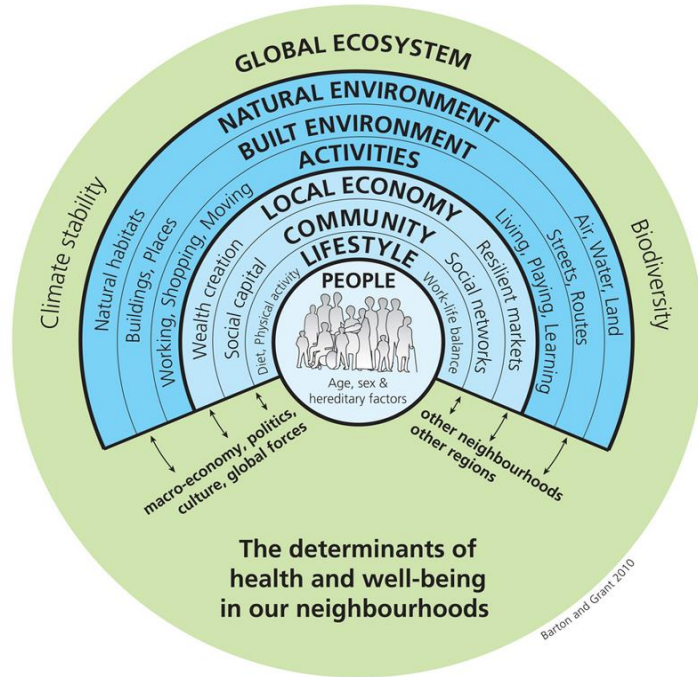 GLOBAL ECOSYSTEM
NATURAL ENVIRONMENT
BUILT ENVIRONMENT
ACTIVITIES
LOCAL ECONOMY
COMMUNITY
LIFESTYLE
PEOPLE
Age, sex &
hereditary factors
Climate stability
Natural habitats
Buildings, Places
Working, Shopping, Moving
Wealth creation
Social capital
Diet, Physical activity
Work-life balance
Social networks
Resilient markets
Living, Playing, Learning
Streets, Routes
Air, Water, Land
Biodiversity
macro-economy, politics,
culture, global forces
other neighbourhoods
other regions
The determinants of
health and well-being
in our neighbourhoods
Barton and Grant 2010